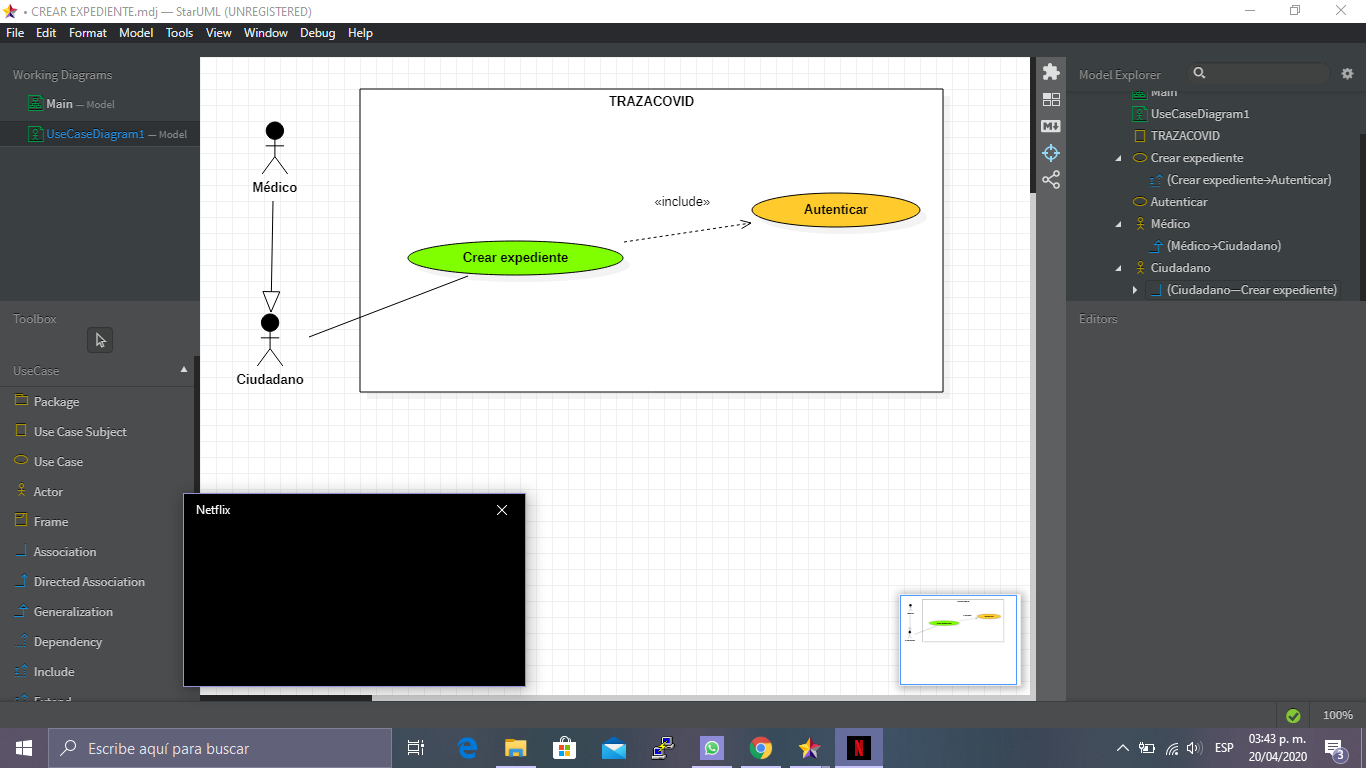 • CREAR EXPEDIENTE.mdj — StarUML (UNREGISTERED)
File Edit Format Model Tools View Window Debug Help
Working Diagrams
Main — Model
UseCaseDiagram1 — Model
Toolbox
UseCase
Package
Use Case Subject
Use Case
Actor
Frame
Association
Directed Association
Generalization
Dependency
Include
Extend
TRAZACOVID
Médico
«include»
Autenticar
Crear expediente
Ciudadano
Netflix
Model Explorer
Main
UseCaseDiagram1
TRAZACOVID
Crear expediente
(Crear expediente→Autenticar)
Autenticar
Médico
(Médico→Ciudadano)
Ciudadano
(Ciudadano—Crear expediente)
Editors
100%
Escribe aquí para buscar
ESP
03:43 p. m.
20/04/2020
3